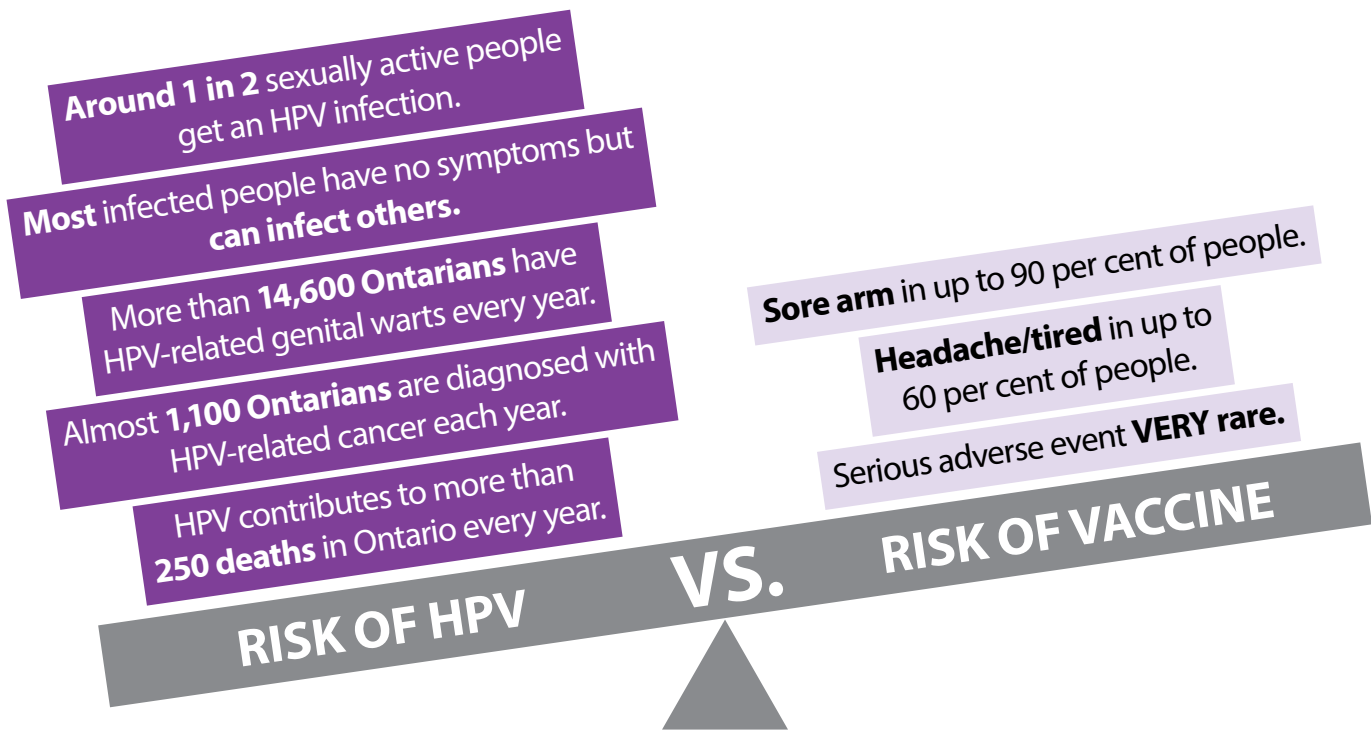 Around 1 in 2 sexually active people
get an HPV infection.
Most infected people have no symptoms but
can infect others.
More than 14,600 Ontarians have
HPV-related genital warts every year.
Almost 1,100 Ontarians are diagnosed with
HPV-related cancer each year.
HPV contributes to more than
250 deaths in Ontario every year.
Sore arm in up to 90 per cent of people.
Headache/tired in up to
60 per cent of people.
Serious adverse event VERY rare.
RISK OF HPV VS. RISK OF VACCINE